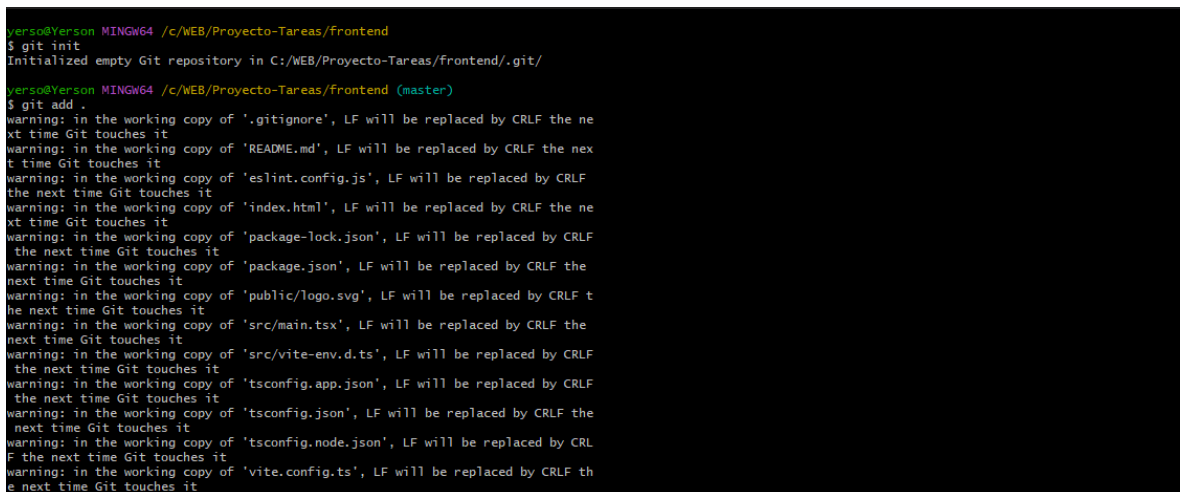 yerso@Yerson MINGW64 /c/WEB/Proyecto-Tareas/frontend
$ git init
Initialized empty Git repository in C:/WEB/Proyecto-Tareas/frontend/.git/
yerso@Yerson MINGW64 /c/WEB/Proyecto-Tareas/frontend (master)
$ git add .
warning: in the working copy of '.gitignore', LF will be replaced by CRLF the ne
xt time Git touches it
warning: in the working copy of 'README.md', LF will be replaced by CRLF the nex
t time Git touches it
warning: in the working copy of 'eslint.config.js', LF will be replaced by CRLF
the next time Git touches it
warning: in the working copy of 'index.html', LF will be replaced by CRLF the ne
xt time Git touches it
warning: in the working copy of 'package-lock.json', LF will be replaced by CRLF
 the next time Git touches it
warning: in the working copy of 'package.json', LF will be replaced by CRLF the
next time Git touches it
warning: in the working copy of 'public/logo.svg', LF will be replaced by CRLF t
he next time Git touches it
warning: in the working copy of 'src/main.tsx', LF will be replaced by CRLF the
next time Git touches it
warning: in the working copy of 'src/vite-env.d.ts', LF will be replaced by CRLF
 the next time Git touches it
warning: in the working copy of 'tsconfig.app.json', LF will be replaced by CRLF
 the next time Git touches it
warning: in the working copy of 'tsconfig.json', LF will be replaced by CRLF the
 next time Git touches it
warning: in the working copy of 'tsconfig.node.json', LF will be replaced by CRL
F the next time Git touches it
warning: in the working copy of 'vite.config.ts', LF will be replaced by CRLF th
e next time Git touches it